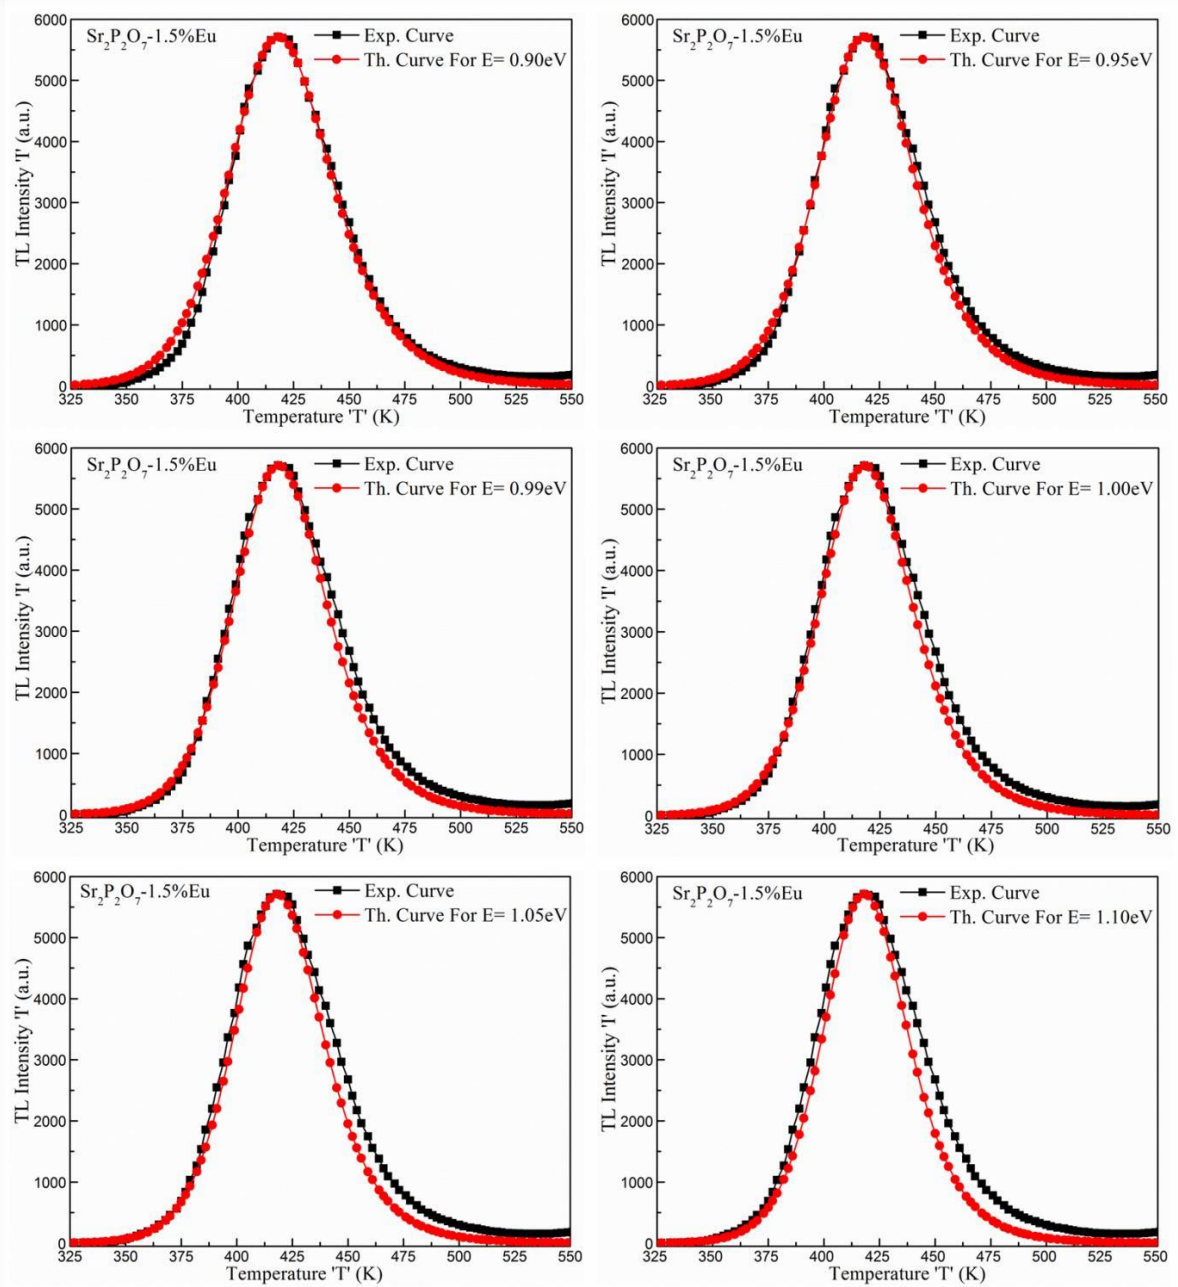 Sr2P2O7-1.5%Eu
Exp. Curve
Th. Curve For E= 0.90eV
TL Intensity 'I' (a.u.)
6000
5000
4000
3000
2000
1000
0
325 350 375 400 425 450 475 500 525 550
Temperature 'T' (K)
Sr2P2O7-1.5%Eu
Exp. Curve
Th. Curve For E= 0.95eV
TL Intensity 'I' (a.u.)
6000
5000
4000
3000
2000
1000
0
325 350 375 400 425 450 475 500 525 550
Temperature 'T' (K)
Sr2P2O7-1.5%Eu
Exp. Curve
Th. Curve For E= 0.99eV
TL Intensity 'I' (a.u.)
6000
5000
4000
3000
2000
1000
0
325 350 375 400 425 450 475 500 525 550
Temperature 'T' (K)
Sr2P2O7-1.5%Eu
Exp. Curve
Th. Curve For E= 1.00eV
TL Intensity 'I' (a.u.)
6000
5000
4000
3000
2000
1000
0
325 350 375 400 425 450 475 500 525 550
Temperature 'T' (K)
Sr2P2O7-1.5%Eu
Exp. Curve
Th. Curve For E= 1.05eV
TL Intensity 'I' (a.u.)
6000
5000
4000
3000
2000
1000
0
325 350 375 400 425 450 475 500 525 550
Temperature 'T' (K)
Sr2P2O7-1.5%Eu
Exp. Curve
Th. Curve For E= 1.10eV
TL Intensity 'I' (a.u.)
6000
5000
4000
3000
2000
1000
0
325 350 375 400 425 450 475 500 525 550
Temperature 'T' (K)